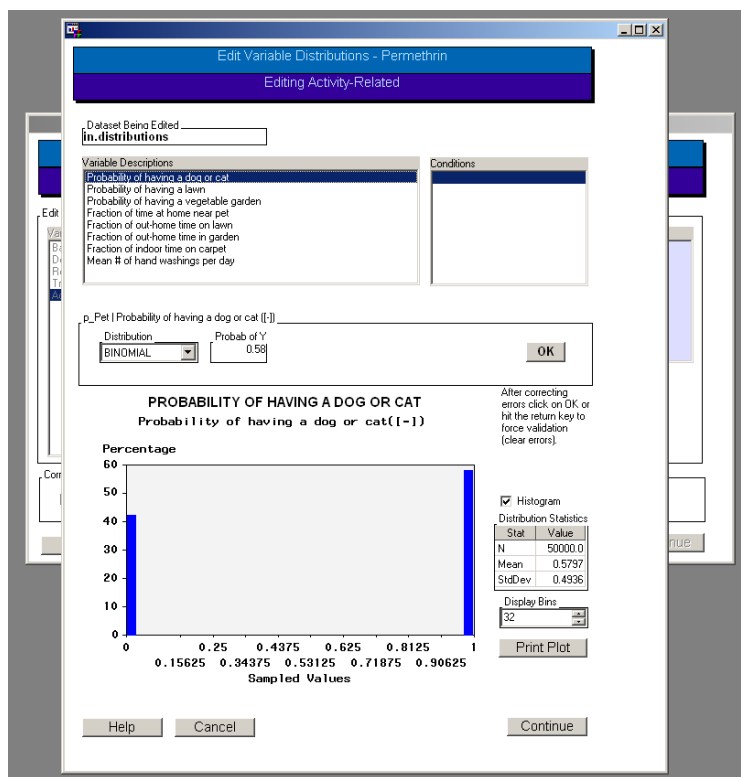 Edit Variable Distributions - Permethrin
Editing Activity-Related
Dataset Being Edited
in.distributions
Variable Descriptions
Conditions
Probability of having a dog or cat
Probability of having a lawn
Probability of having a vegetable garden
Fraction of time at home near pet
Fraction of out-home time on lawn
Fraction of out-home time in garden
Fraction of indoor time on carpet
Mean # of hand washings per day
Edit
p_Pet | Probability of having a dog or cat ([-])
Distribution
Probab of Y
BINOMIAL
0.58
OK
After correcting
errors click on OK or
hit the return key to
force validation
(clear errors).
PROBABILITY OF HAVING A DOG OR CAT
Probability of having a dog or cat([-])
Percentage
60
50
40
30
20
10
0
0 0.25 0.4375 0.625 0.8125 1
0.15625 0.34375 0.53125 0.71875 0.90625
Sampled Values
Histogram
Distribution Statistics
Stat Value
N 50000.0
Mean 0.5797
StdDev 0.4936
Display Bins
32
Print Plot
Help
Cancel
Continue